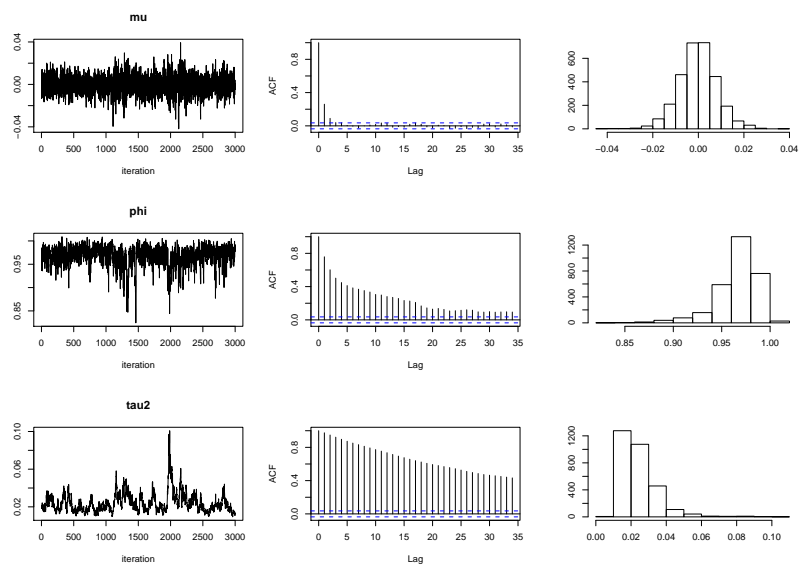 mu
0.04
0.00
−0.04
0 500 1000 1500 2000 2500 3000
iteration
ACF
0.8
0.4
0.0
0 5 10 15 20 25 30 35
Lag
600
400
200
0
−0.04 −0.02 0.00 0.02 0.04
phi
0.95
0.85
0 500 1000 1500 2000 2500 3000
iteration
ACF
0.8
0.4
0.0
0 5 10 15 20 25 30 35
Lag
1200
800
400
0
0.85 0.90 0.95 1.00
tau2
0.10
0.06
0.02
0 500 1000 1500 2000 2500 3000
iteration
ACF
0.8
0.4
0.0
0 5 10 15 20 25 30 35
Lag
1200
800
400
0
0.00 0.02 0.04 0.06 0.08 0.10